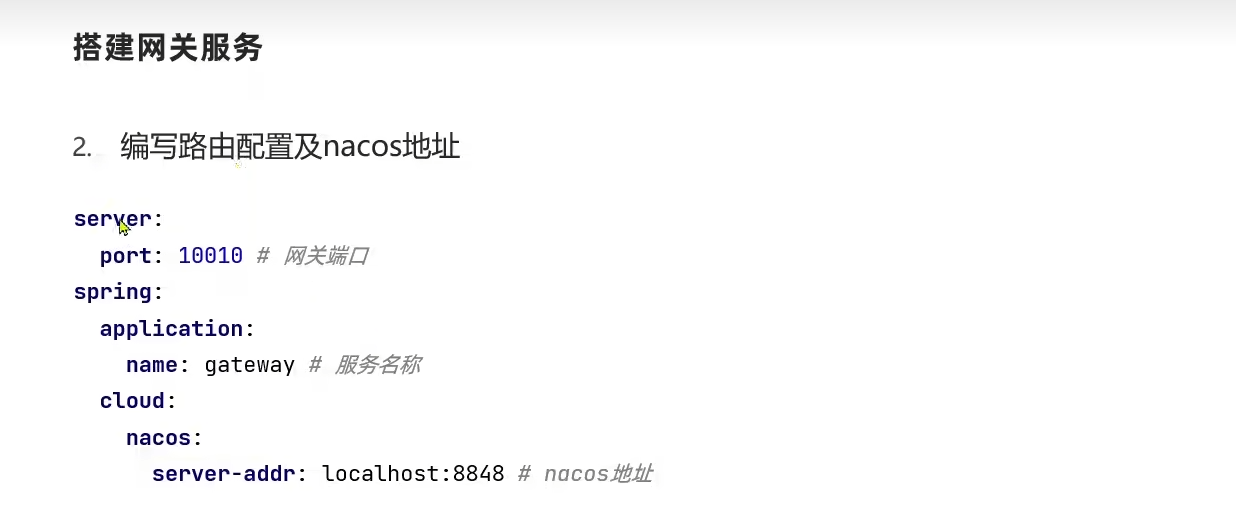 搭建网关服务
2. 编写路由配置及nacos地址
server:
  port: 10010 # 网关端口
spring:
  application:
    name: gateway # 服务名称
  cloud:
    nacos:
      server-addr: localhost:8848 # nacos地址